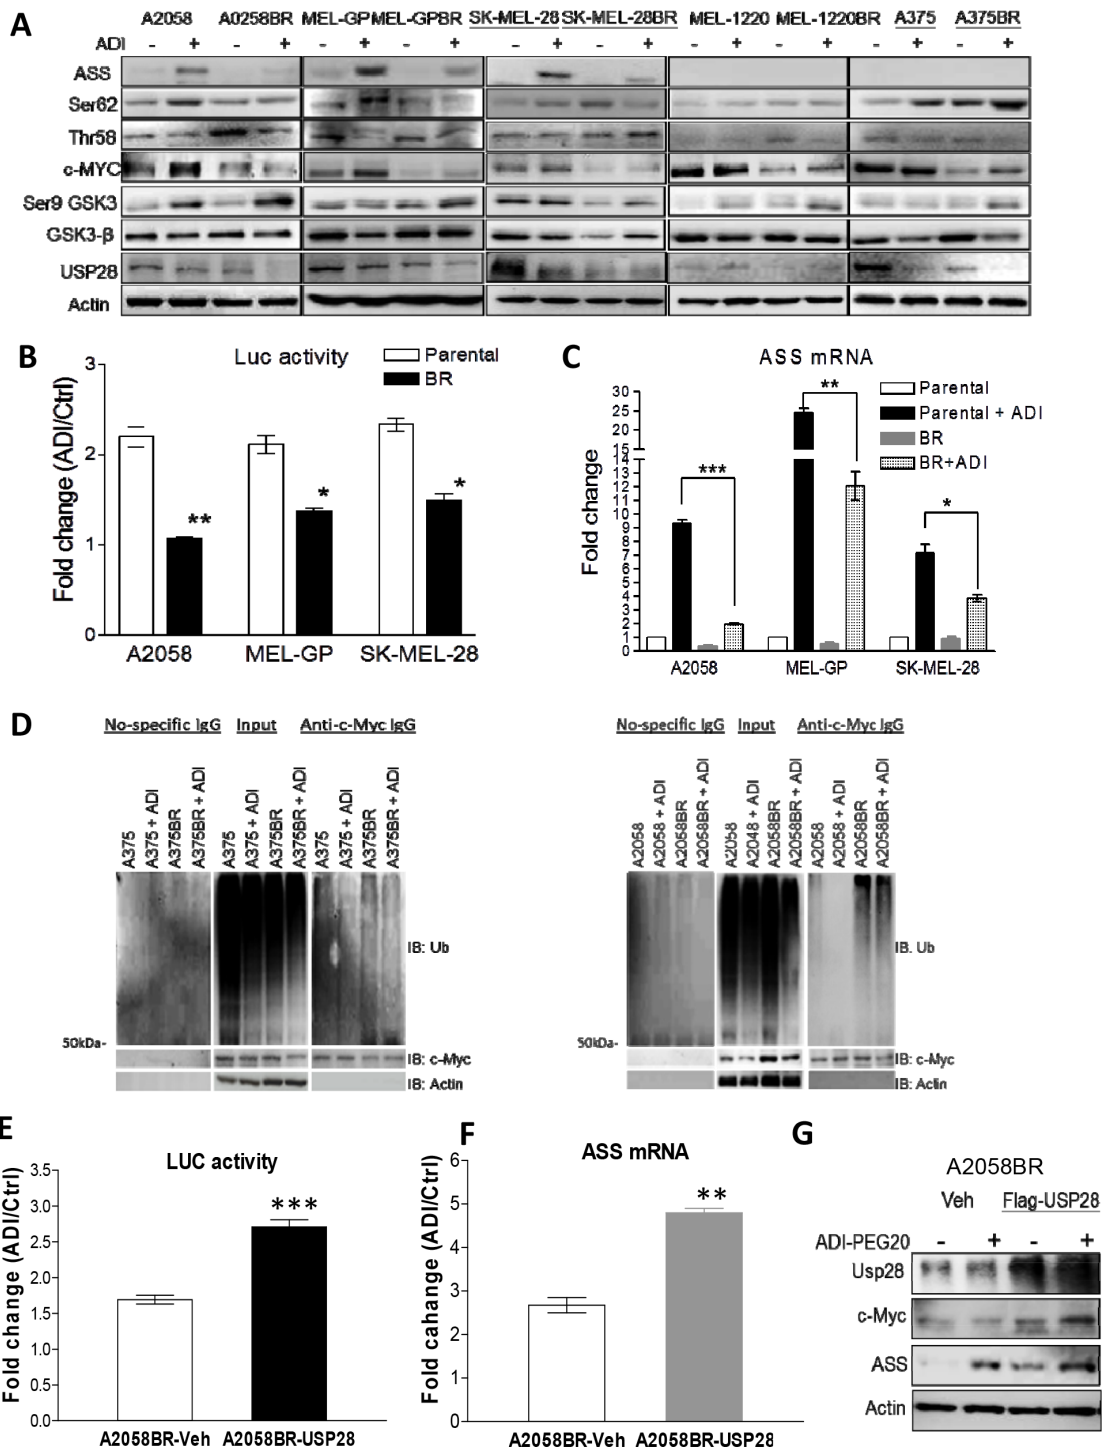 A
A2058 A0258BR MEL-GP MEL-GPBR SK-MEL-28 SK-MEL-28BR MEL-1220 MEL-1220BR A375 A375BR
ADI - + - + - + - + - + - + - + - + - + - +
ASS
Ser62
Thr58
c-MYC
Ser9 GSK3
GSK3-β
USP28
Actin
B
Luc activity
Parental
BR
Fold change (ADI/Ctrl)
3
2
1
0
**
*
*
A2058 MEL-GP SK-MEL-28
C
ASS mRNA
Parental
Parental + ADI
BR
BR+ADI
Fold change
30
25
20
15
14
13
12
11
10
9
8
7
6
5
4
3
2
1
0
***
**
*
A2058 MEL-GP SK-MEL-28
D
No-specific IgG Input Anti-c-Myc IgG
A375
A375 + ADI
A375BR
A375BR + ADI
A375
A375 + ADI
A375BR
A375BR + ADI
A375
A375 + ADI
A375BR
A375BR + ADI
IB: Ub
50kDa-
IB: c-Myc
IB: Actin
No-specific IgG Input Anti-c-Myc IgG
A2058
A2058 + ADI
A2058BR
A2058BR + ADI
A2058
A2048 + ADI
A2058BR
A2058BR + ADI
A2058
A2058 + ADI
A2058BR
A2058BR + ADI
IB. Ub
50kDa-
IB: c-Myc
IB: Actin
E
LUC activity
Fold change (ADI/Ctrl)
3.5
3.0
2.5
2.0
1.5
1.0
0.5
0.0
***
A2058BR-Veh A2058BR-USP28
F
ASS mRNA
Fold cahange (ADI/Ctrl)
6
5
4
3
2
1
0
**
A2058BR-Veh A2058BR-USP28
G
A2058BR
Veh Flag-USP28
ADI-PEG20 - + - +
Usp28
c-Myc
ASS
Actin